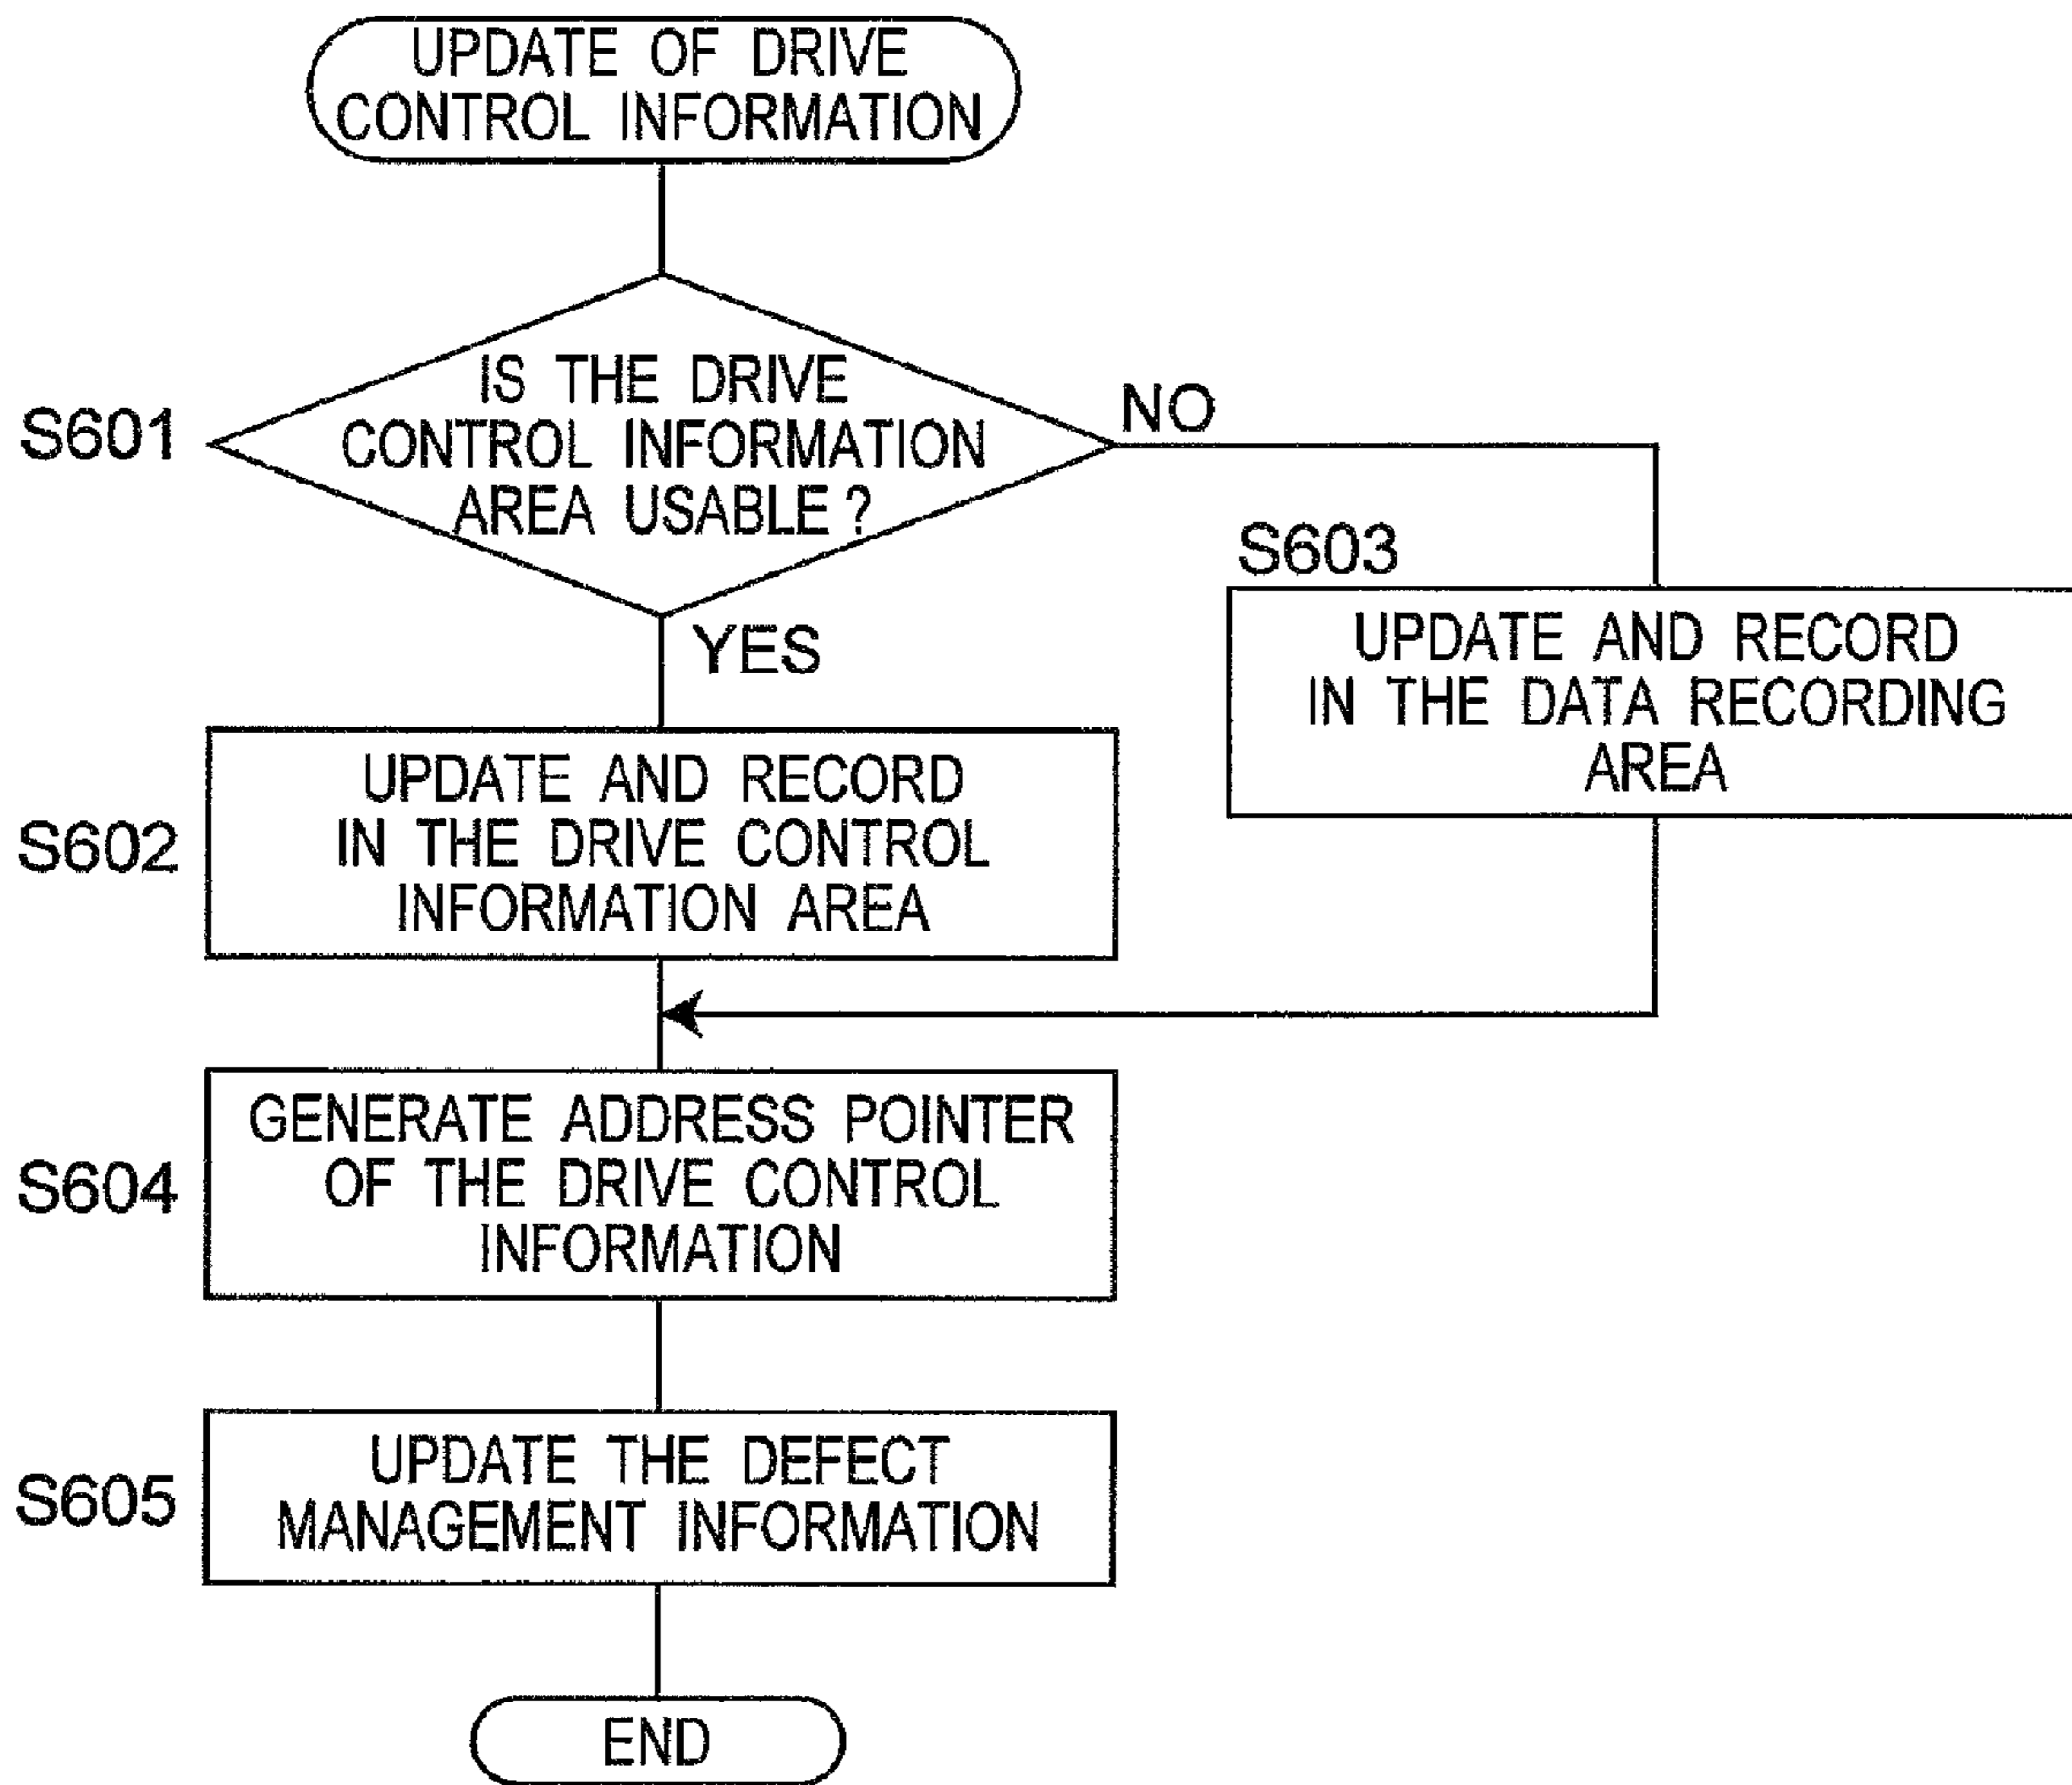 UPDATE OF DRIVE
CONTROL INFORMATION
S601
IS THE DRIVE
CONTROL INFORMATION
AREA USABLE ?
NO
YES
S603
UPDATE AND RECORD
IN THE DATA RECORDING
AREA
S602
UPDATE AND RECORD
IN THE DRIVE CONTROL
INFORMATION AREA
S604
GENERATE ADDRESS POINTER
OF THE DRIVE CONTROL
INFORMATION
S605
UPDATE THE DEFECT
MANAGEMENT INFORMATION
END